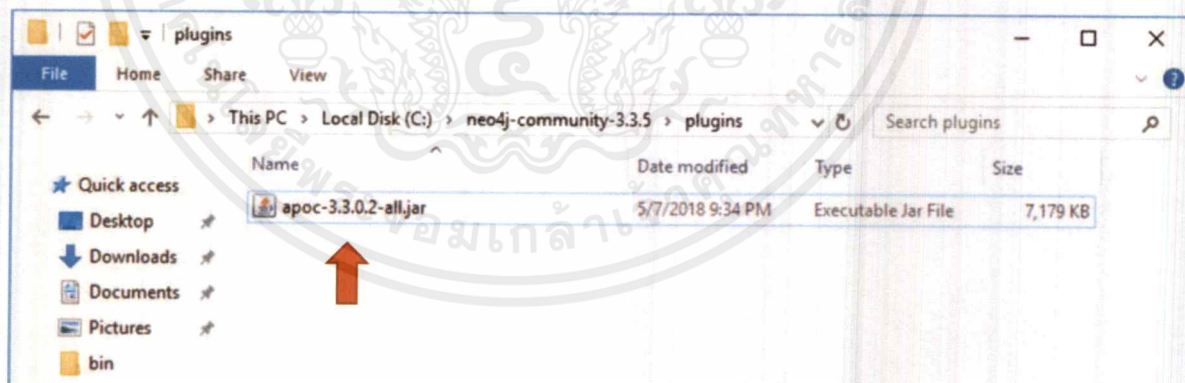 plugins
File Home Share View
This PC > Local Disk (C:) > neo4j-community-3.3.5 > plugins Search plugins
Name Date modified Type Size
Quick access
apoc-3.3.0.2-all.jar 5/7/2018 9:34 PM Executable Jar File 7,179 KB
Desktop
Downloads
Documents
Pictures
bin